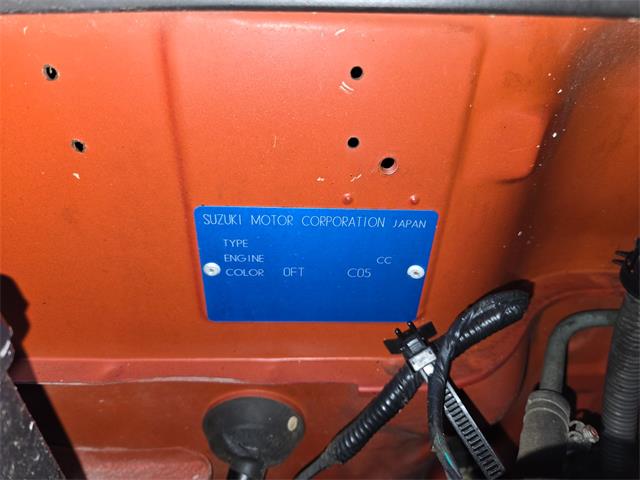 SUZUKI MOTOR CORPORATION JAPAN
TYPE
ENGINE CC
COLOR 0FT C05